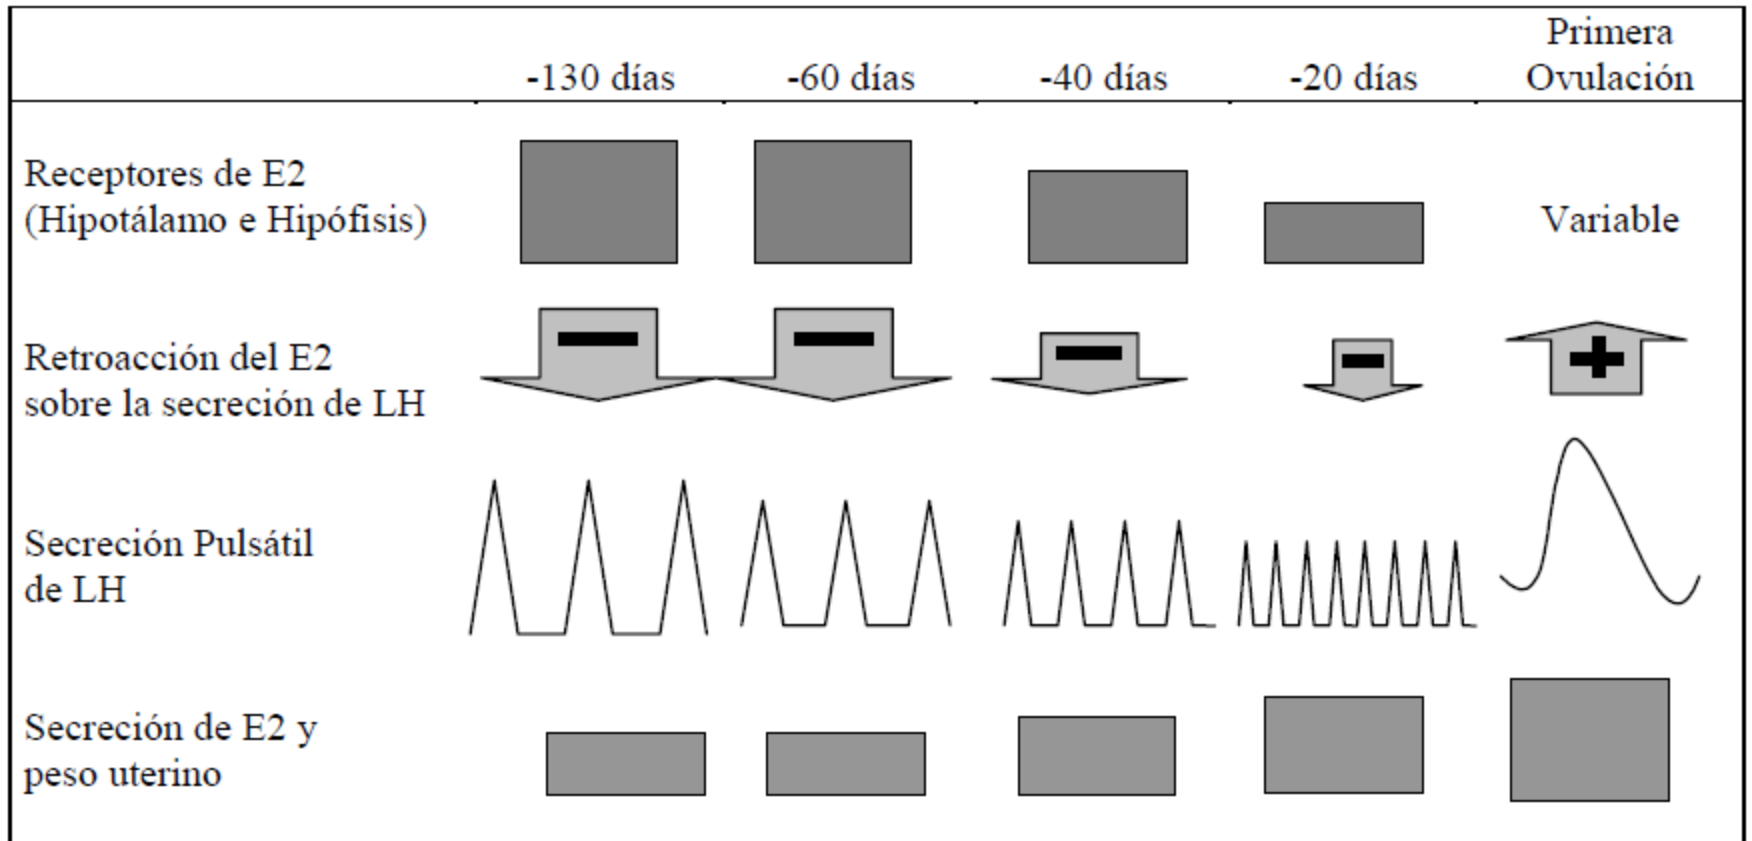 Primera
-130 días -60 días -40 días -20 días Ovulación
Receptores de E2
(Hipotálamo e Hipófisis)
Variable
Retroacción del E2
sobre la secreción de LH
Secreción Pulsátil
de LH
Secreción de E2 y
peso uterino